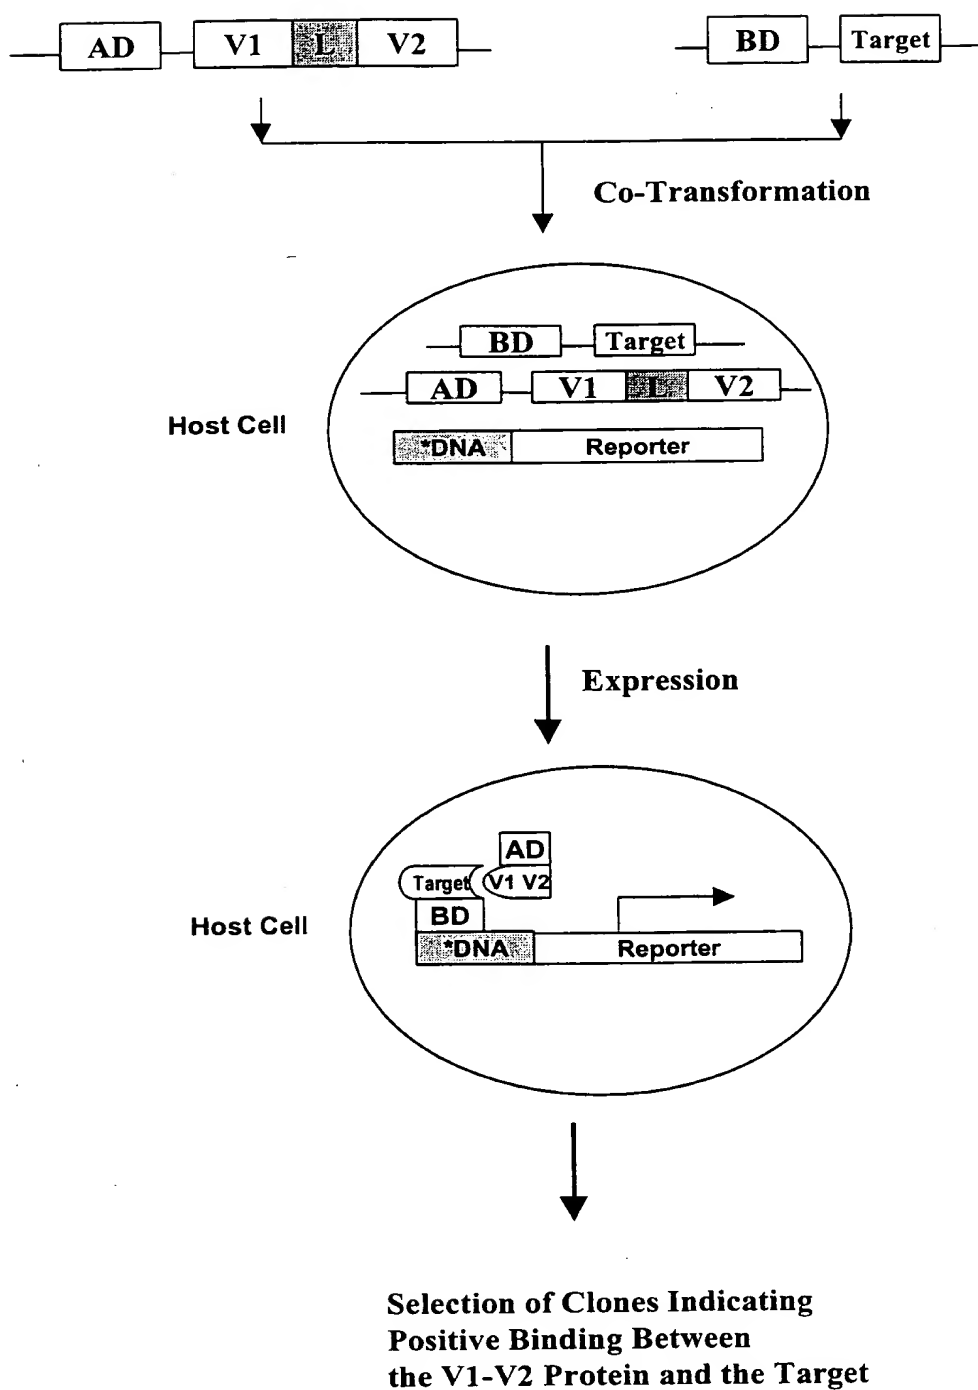 AD V1 L V2 BD Target
Co-Transformation
BD Target
AD V1 L V2
Host Cell
*DNA Reporter
Expression
AD
Target V1 V2
BD
Host Cell
*DNA Reporter
Selection of Clones Indicating
Positive Binding Between
the V1-V2 Protein and the Target